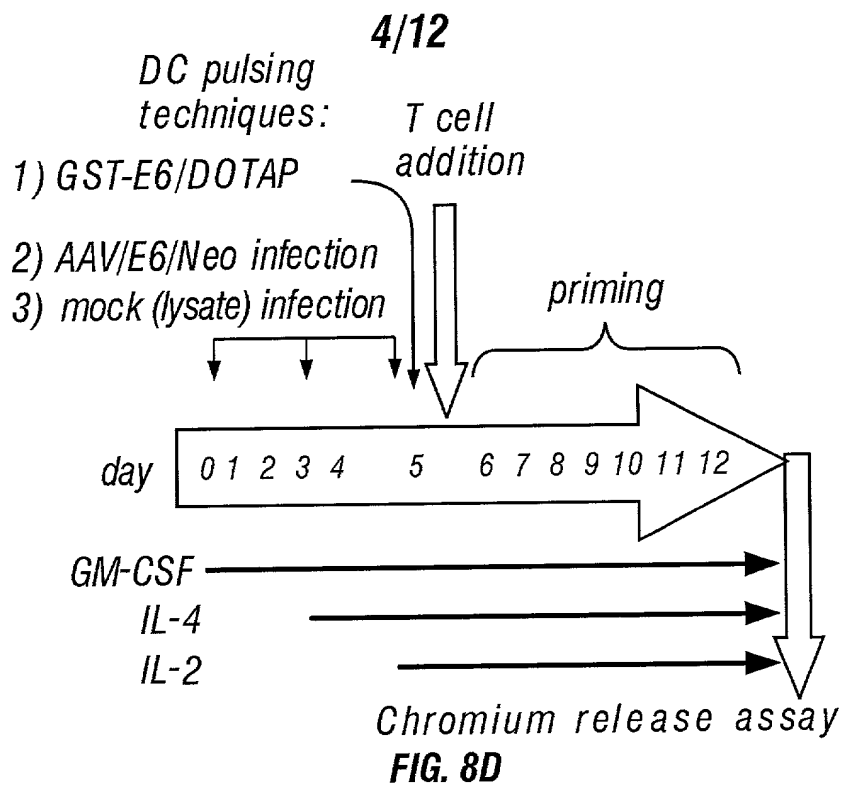 4/12
DC pulsing
techniques:
1) GST-E6/DOTAP
2) AAV/E6/Neo infection
3) mock (lysate) infection
T cell
addition
priming
day 0 1 2 3 4 5 6 7 8 9 10 11 12
GM-CSF
IL-4
IL-2
Chromium release assay
FIG. 8D